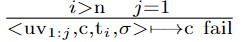 i>n j=1
<uv₁:ⱼ,c,tᵢ,σ>⟼c fail